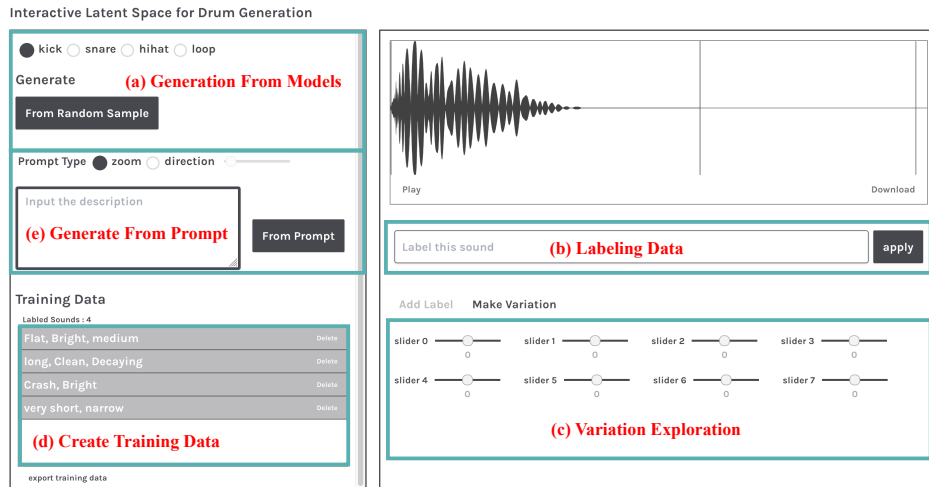 Interactive Latent Space for Drum Generation
kick snare hihat loop
Generate
(a) Generation From Models
From Random Sample
Prompt Type zoom direction
Input the description
(e) Generate From Prompt
From Prompt
Training Data
Labled Sounds : 4
Flat, Bright, medium Delete
long, Clean, Decaying Delete
Crash, Bright Delete
very short, narrow Delete
(d) Create Training Data
export training data
Play Download
Label this sound
(b) Labeling Data
apply
Add Label Make Variation
slider 0 slider 1 slider 2 slider 3
0 0 0 0
slider 4 slider 5 slider 6 slider 7
0 0 0 0
(c) Variation Exploration